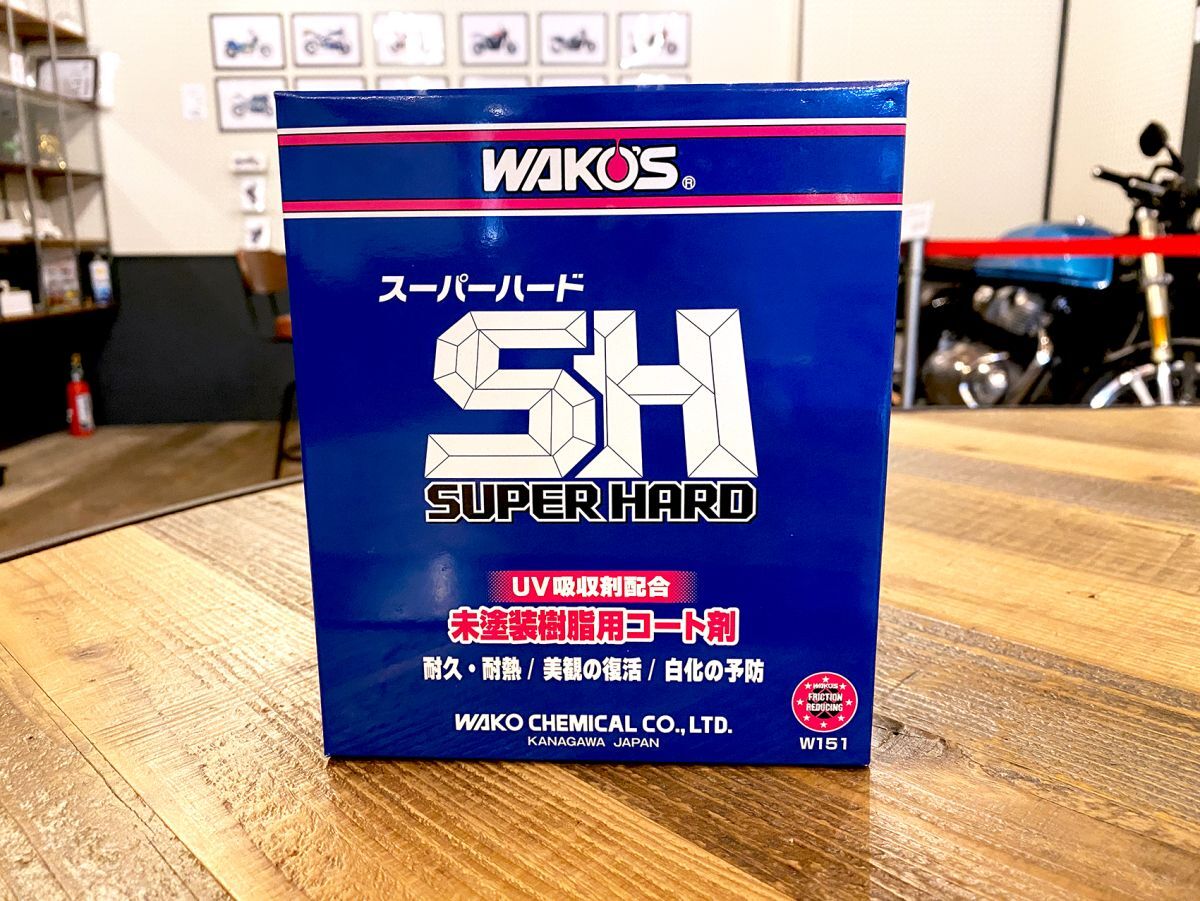 WAKO'S®
スーパーハード
SH
SUPER HARD
UV吸収剤配合
未塗装樹脂用コート剤
耐久・耐熱 / 美観の復活 / 白化の予防
WAKO'S
FRICTION
REDUCING
WAKO CHEMICAL CO., LTD.
KANAGAWA JAPAN
W151